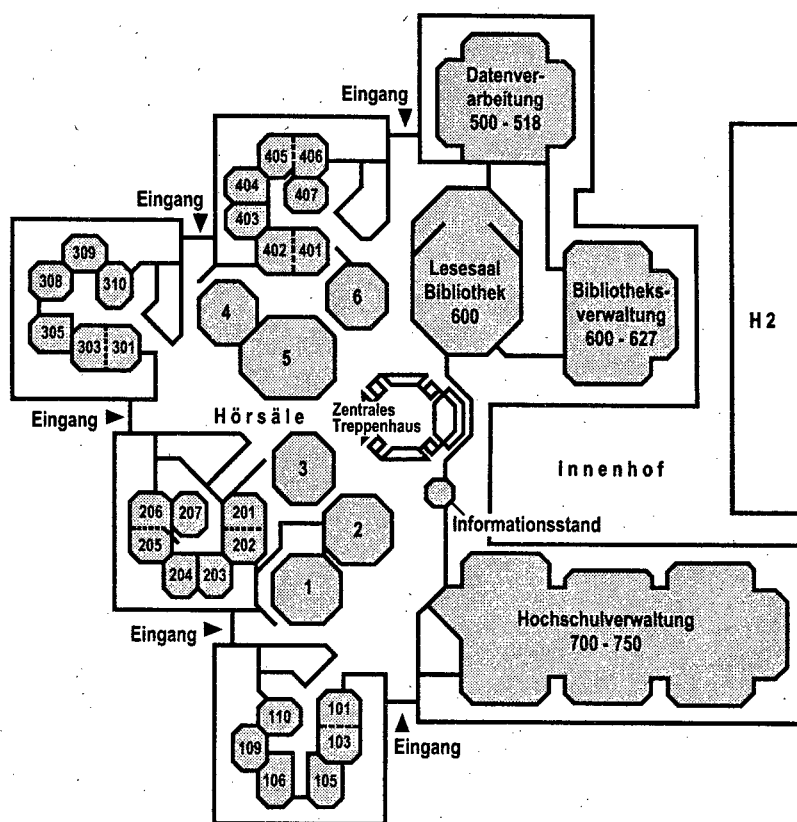 Datenver-
arbeitung
500 - 518
Eingang
405
406
404
407
403
402
401
Eingang
309
308
310
305
303
301
4
6
5
Lesesaal
Bibliothek
600
Bibliotheks-
verwaltung
600 - 627
H 2
Eingang
Hörsäle
Zentrales
Treppenhaus
3
innenhof
206
207
201
205
202
204
203
2
1
Informationsstand
Eingang
Hochschulverwaltung
700 - 750
110
101
109
103
106
105
Eingang